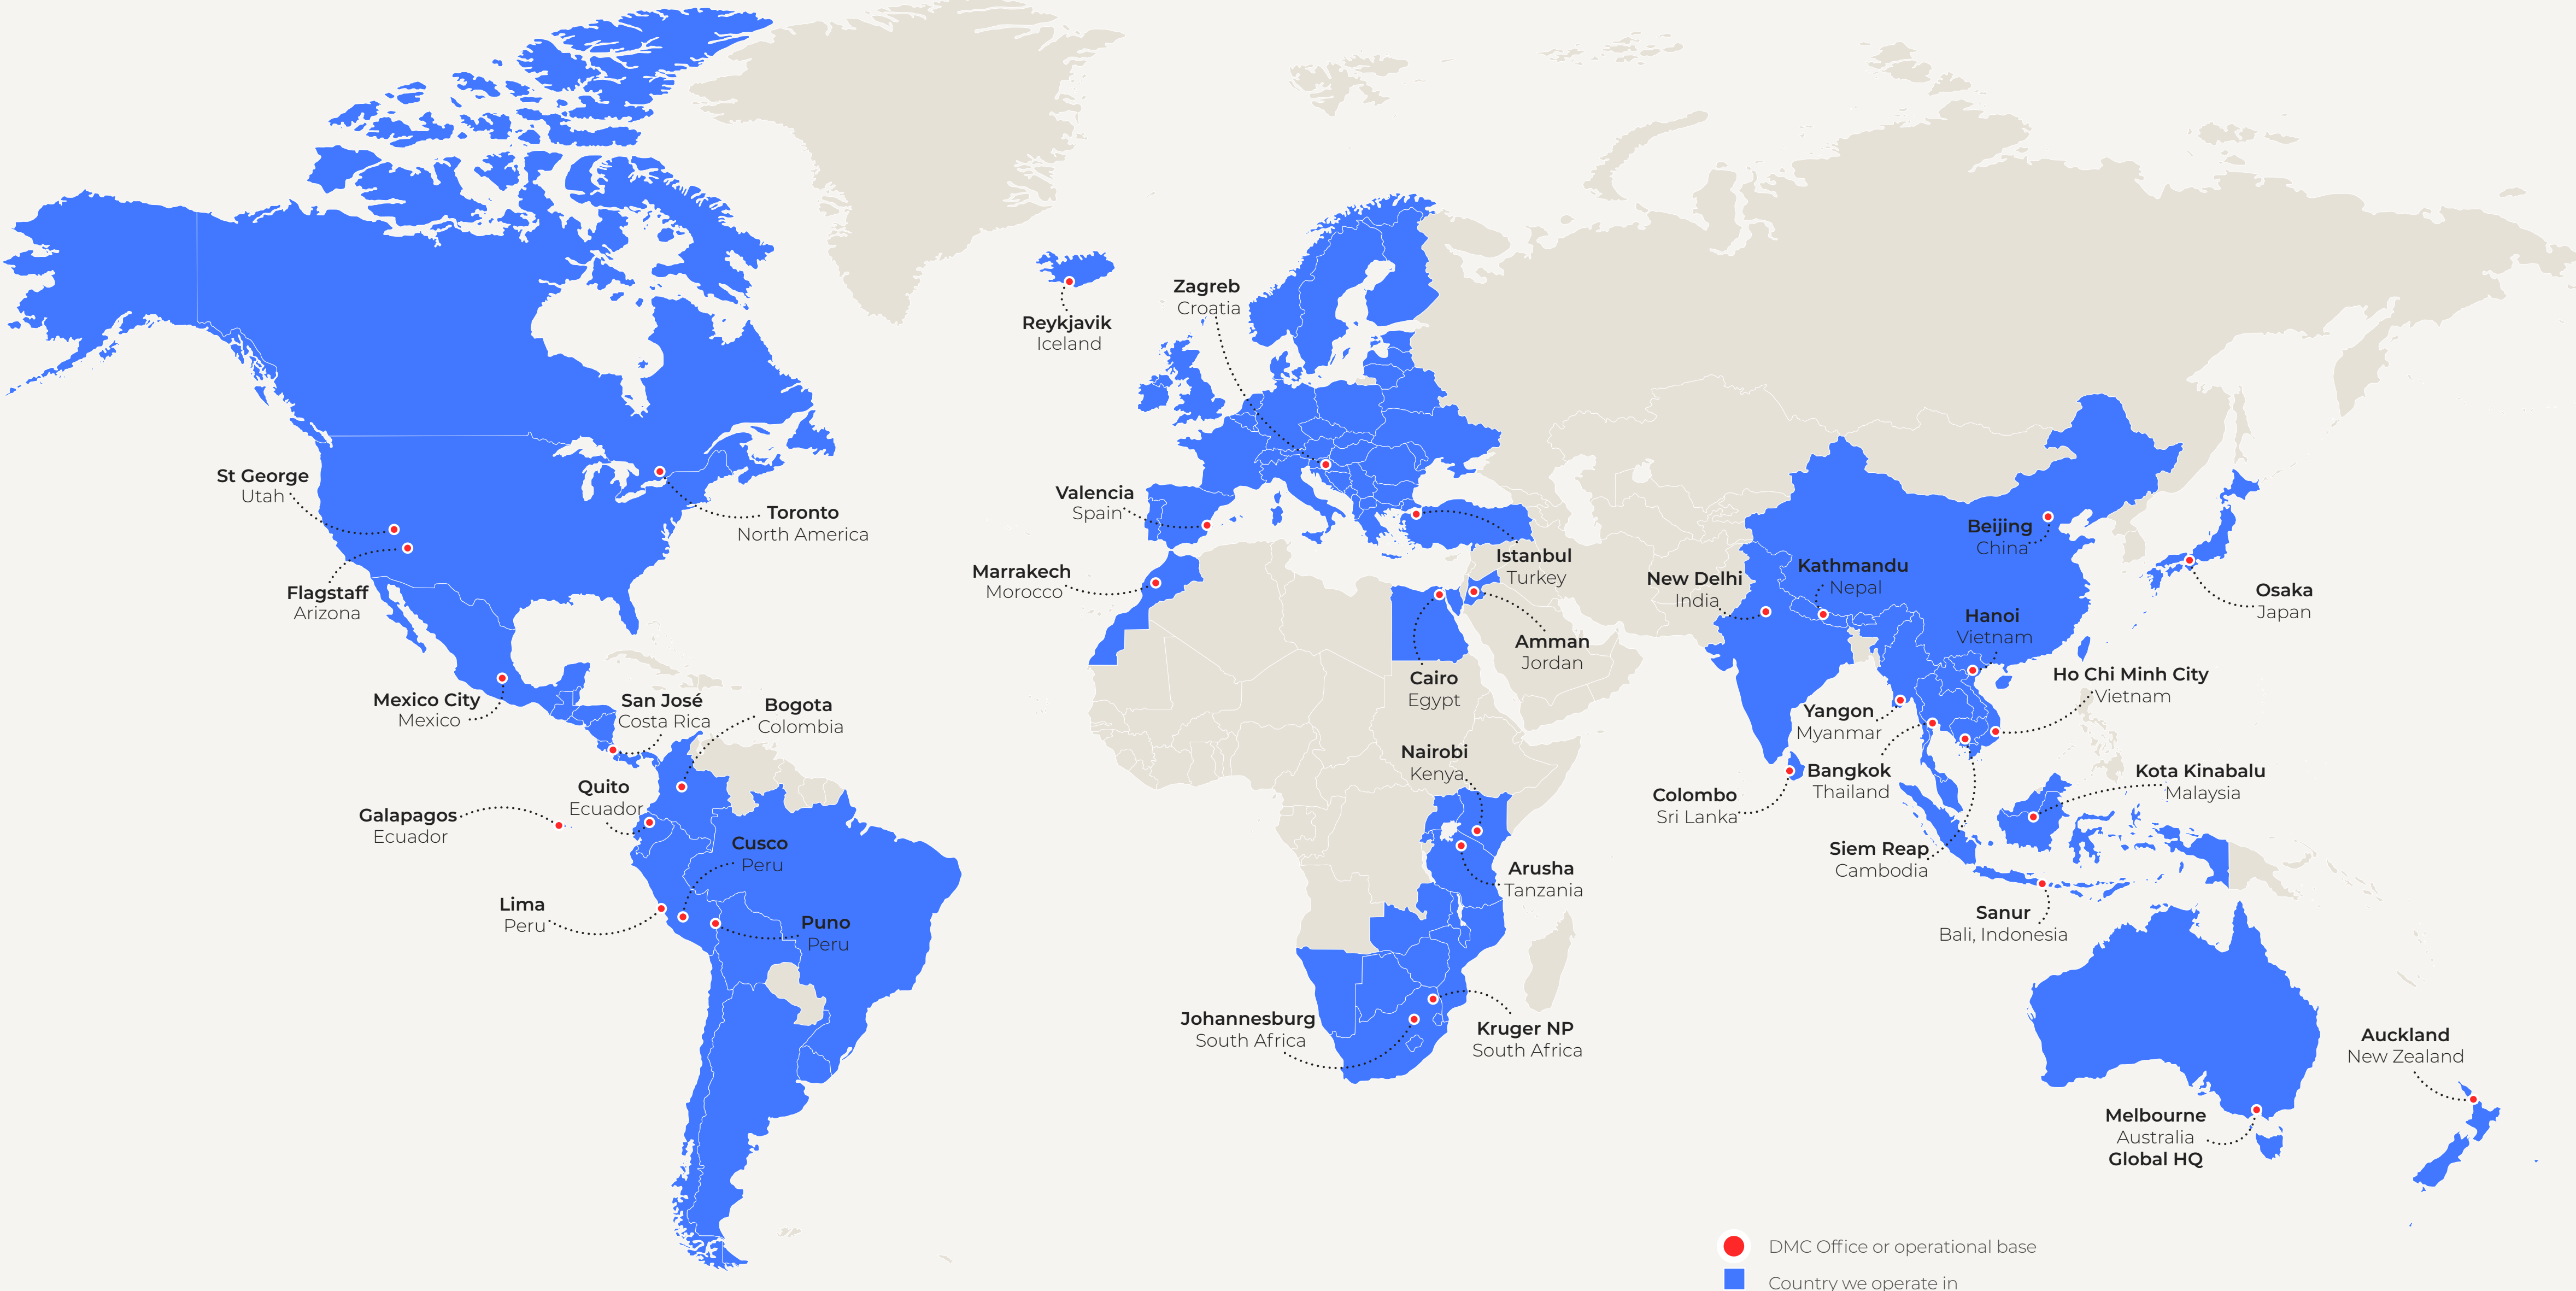 Zagreb
Croatia
Reykjavik
Iceland
St George
Utah
Toronto
North America
Valencia
Spain
Flagstaff
Arizona
Marrakech
Morocco
Istanbul
Turkey
Amman
Jordan
Cairo
Egypt
New Delhi
India
Kathmandu
Nepal
Beijing
China
Osaka
Japan
Hanoi
Vietnam
Ho Chi Minh City
Vietnam
Mexico City
Mexico
San José
Costa Rica
Bogota
Colombia
Yangon
Myanmar
Nairobi
Kenya
Bangkok
Thailand
Kota Kinabalu
Malaysia
Quito
Ecuador
Galapagos
Ecuador
Colombo
Sri Lanka
Cusco
Peru
Siem Reap
Cambodia
Arusha
Tanzania
Lima
Peru
Puno
Peru
Sanur
Bali, Indonesia
Johannesburg
South Africa
Kruger NP
South Africa
Auckland
New Zealand
Melbourne
Australia
Global HQ
DMC Office or operational base
Country we operate in